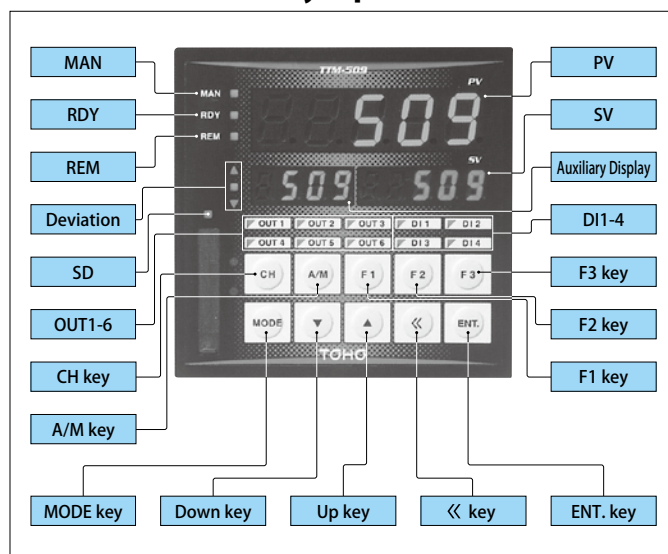 TTM-509
PV
MAN
RDY
REM
509
SV
509 509
OUT 1 OUT 2 OUT 3 DI 1 DI 2
OUT 4 OUT 5 OUT 6 DI 3 DI 4
CH A/M F 1 F 2 F 3
MODE ▼ ▲ « ENT.
TOHO
MAN
RDY
REM
Deviation
SD
OUT1-6
CH key
A/M key
PV
SV
Auxiliary Display
DI1-4
F3 key
F2 key
F1 key
MODE key
Down key
Up key
« key
ENT. key